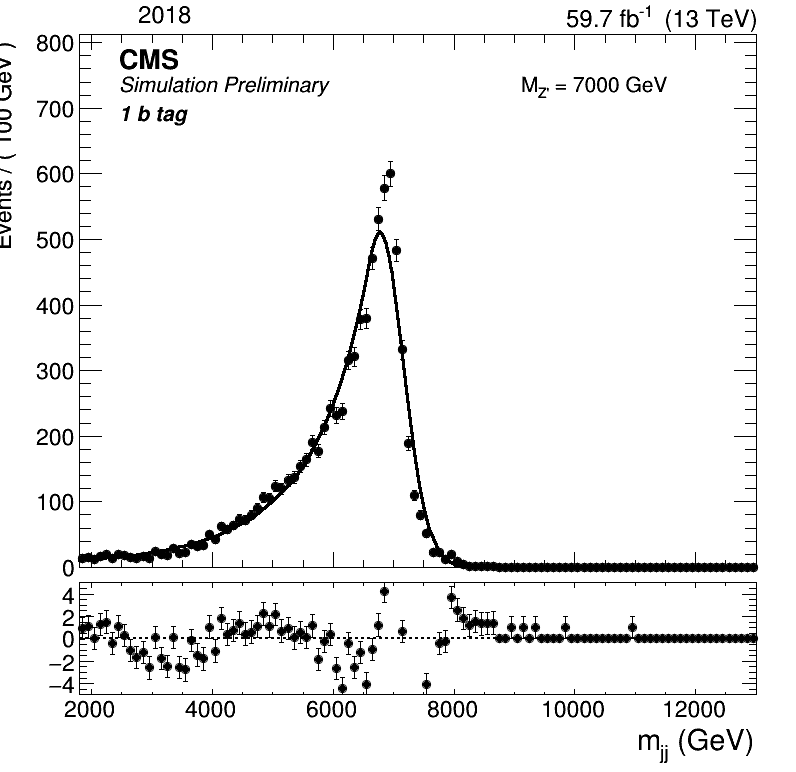 2018
59.7 fb⁻¹ (13 TeV)
CMS
Simulation Preliminary
M_Z' = 7000 GeV
1 b tag
Events / ( 100 GeV )
800
700
600
500
400
300
200
100
0
4
2
0
−2
−4
2000 4000 6000 8000 10000 12000
m_jj (GeV)